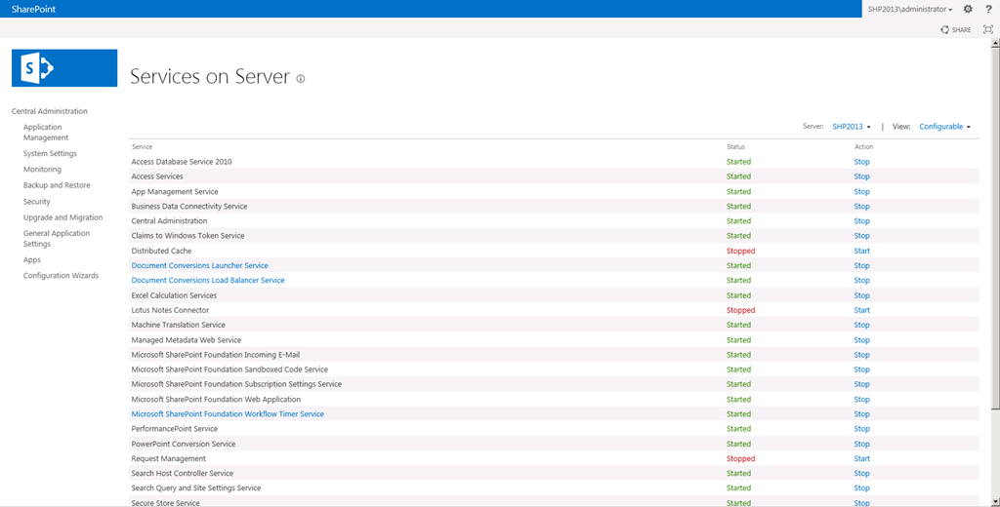 SharePoint
SHP2013\administrator
?
SHARE
S
Services on Server
Central Administration
Application
Management
System Settings
Monitoring
Backup and Restore
Security
Upgrade and Migration
General Application
Settings
Apps
Configuration Wizards
Server: SHP2013 | View: Configurable
Service Status Action
Access Database Service 2010 Started Stop
Access Services Started Stop
App Management Service Started Stop
Business Data Connectivity Service Started Stop
Central Administration Started Stop
Claims to Windows Token Service Started Stop
Distributed Cache Stopped Start
Document Conversions Launcher Service Started Stop
Document Conversions Load Balancer Service Started Stop
Excel Calculation Services Started Stop
Lotus Notes Connector Stopped Start
Machine Translation Service Started Stop
Managed Metadata Web Service Started Stop
Microsoft SharePoint Foundation Incoming E-Mail Started Stop
Microsoft SharePoint Foundation Sandboxed Code Service Started Stop
Microsoft SharePoint Foundation Subscription Settings Service Started Stop
Microsoft SharePoint Foundation Web Application Started Stop
Microsoft SharePoint Foundation Workflow Timer Service Started Stop
PerformancePoint Service Started Stop
PowerPoint Conversion Service Started Stop
Request Management Stopped Start
Search Host Controller Service Started Stop
Search Query and Site Settings Service Started Stop
Secure Store Service Started Stop